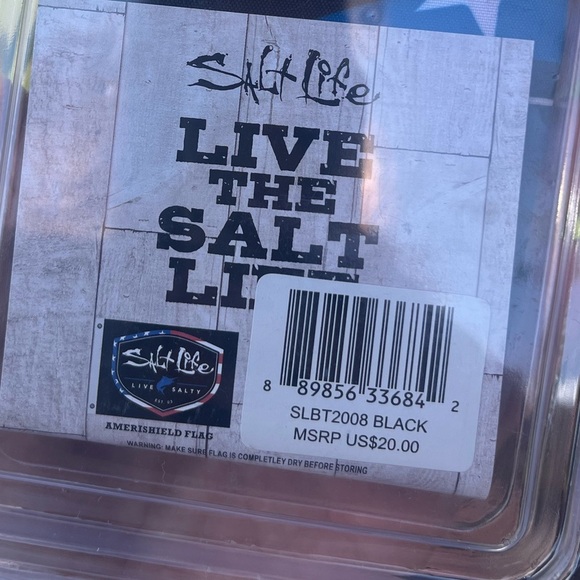 Salt Life
LIVE
THE
SALT
LIFE
Salt Life
LIVE SALTY
AMERISHIELD FLAG
WARNING: MAKE SURE FLAG IS COMPLETLEY DRY BEFORE STORING
8 89856 33684 2
SLBT2008 BLACK
MSRP US$20.00